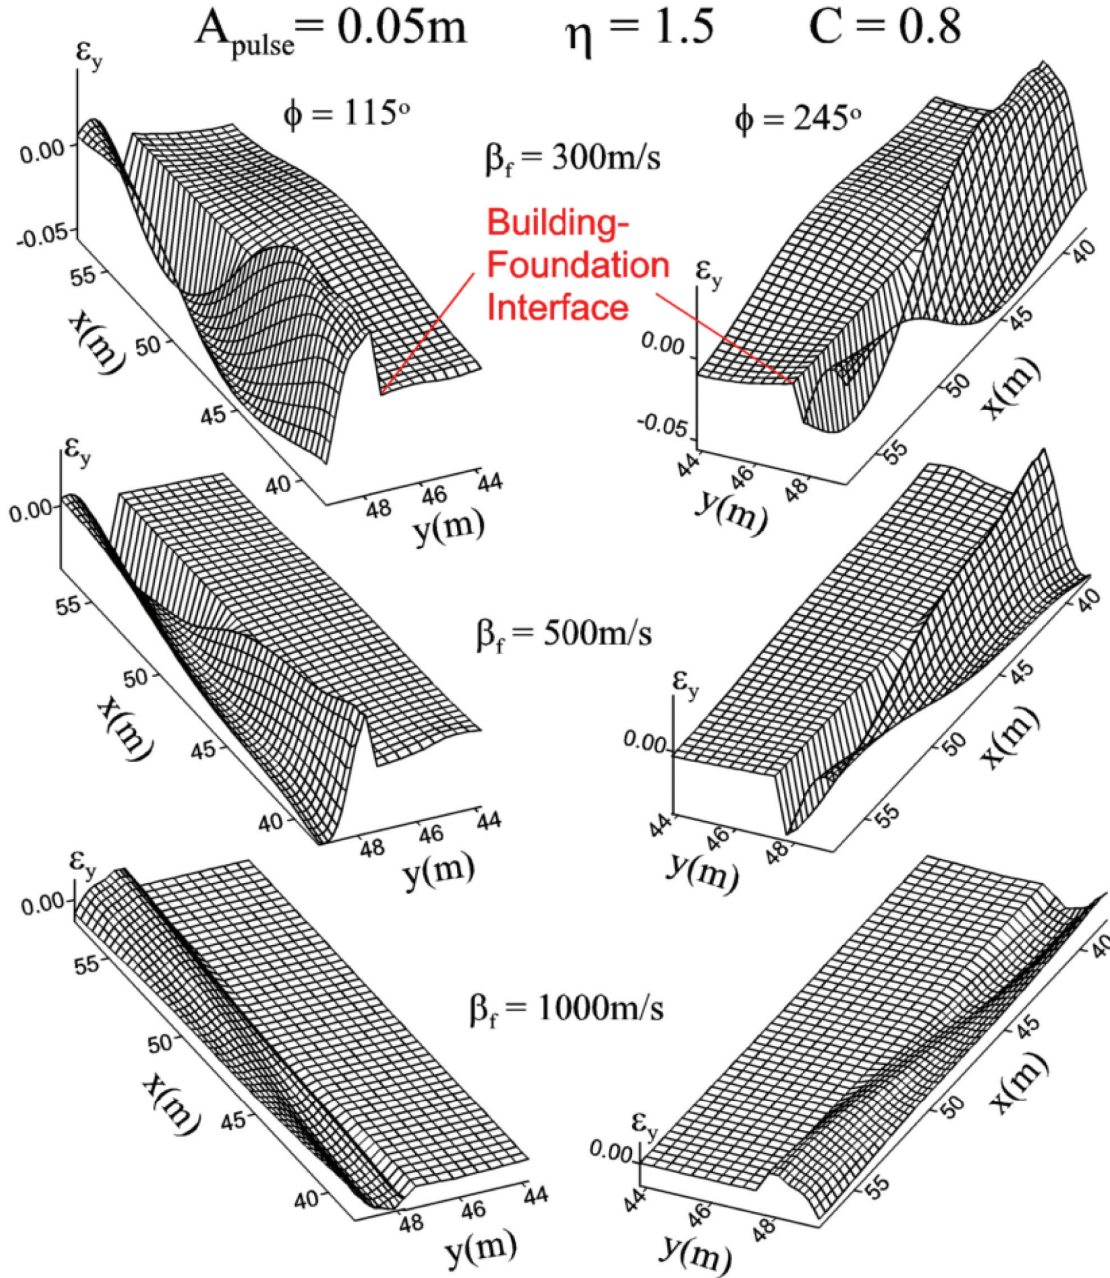 A_pulse = 0.05m η = 1.5 C = 0.8
ϕ = 115° ϕ = 245°
β_f = 300m/s
Building-
Foundation
Interface
ε_y
0.00
-0.05
55
50
45
40
x(m)
48 46 44
y(m)
ε_y
0.00
-0.05
44 46 48
y(m)
55
50
45
40
x(m)
β_f = 500m/s
ε_y
0.00
55
50
45
40
x(m)
48 46 44
y(m)
ε_y
0.00
44 46 48
y(m)
55
50
45
40
x(m)
β_f = 1000m/s
ε_y
0.00
55
50
45
40
x(m)
48 46 44
y(m)
ε_y
0.00
44 46 48
y(m)
55
50
45
40
x(m)